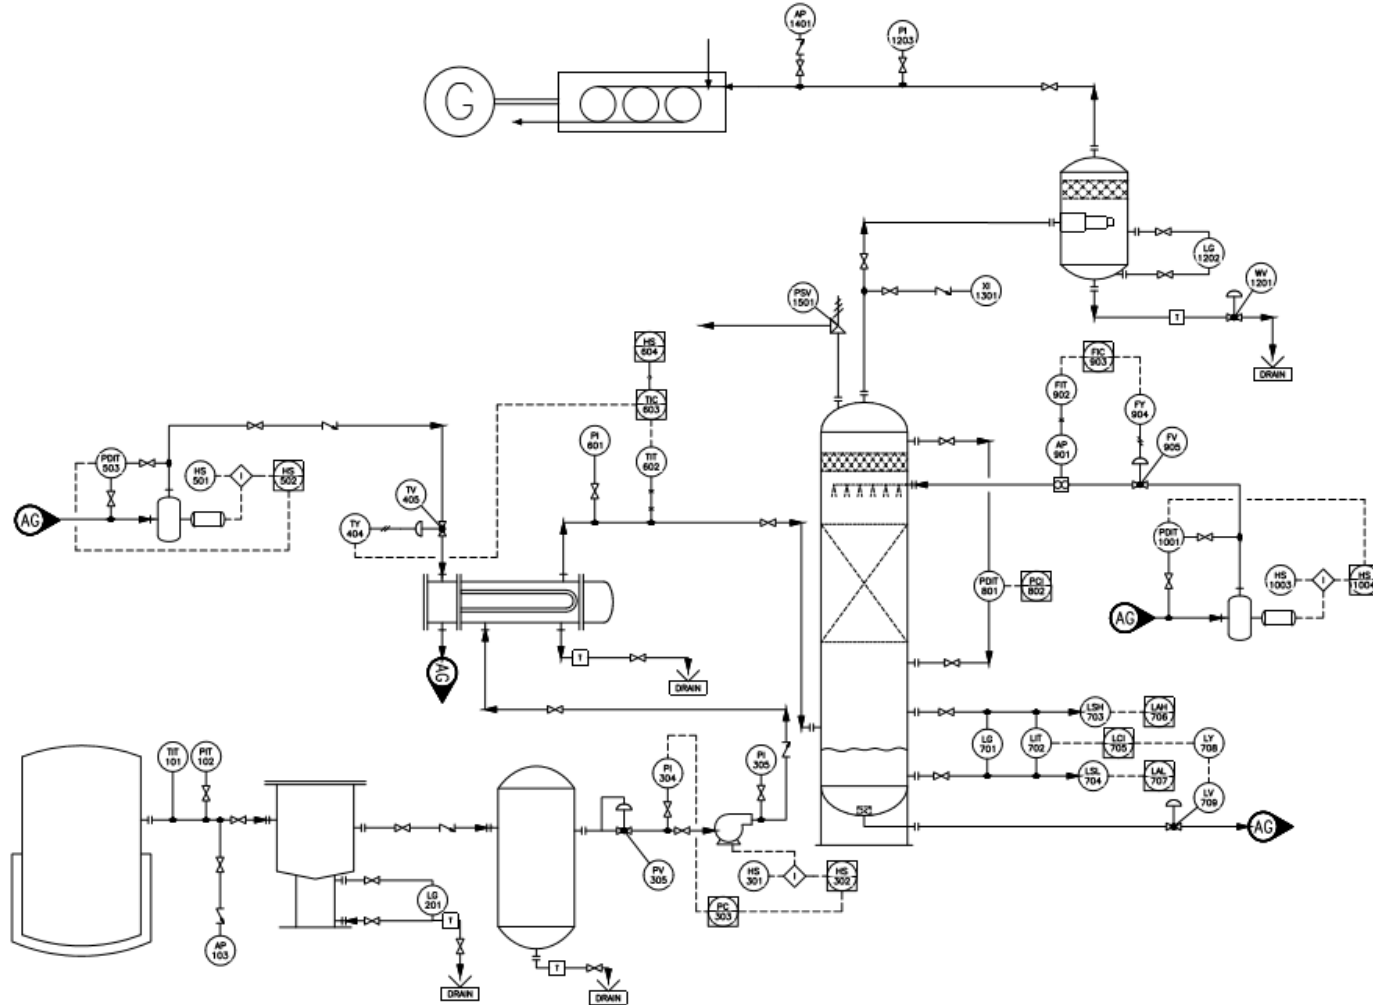 AP
1401
PI
1203
G
LG
1202
WV
1201
DRAIN
PSV
1501
XI
1301
HS
604
TIC
603
TIT
602
PI
601
FIC
903
FIT
902
FY
904
AP
901
FV
905
PDIT
503
HS
501
I
HS
502
AG
TV
405
TY
404
AG
T
DRAIN
T
PDIT
801
PCI
802
PDIT
1001
HS
1003
I
HS
1004
AG
LSH
703
LAH
706
LG
701
LIT
702
LCI
705
LY
708
LSL
704
LAL
707
LV
709
AG
TIT
101
PIT
102
AP
103
LG
201
T
DRAIN
T
DRAIN
PI
304
PV
305
PI
305
HS
301
I
HS
302
PC
303